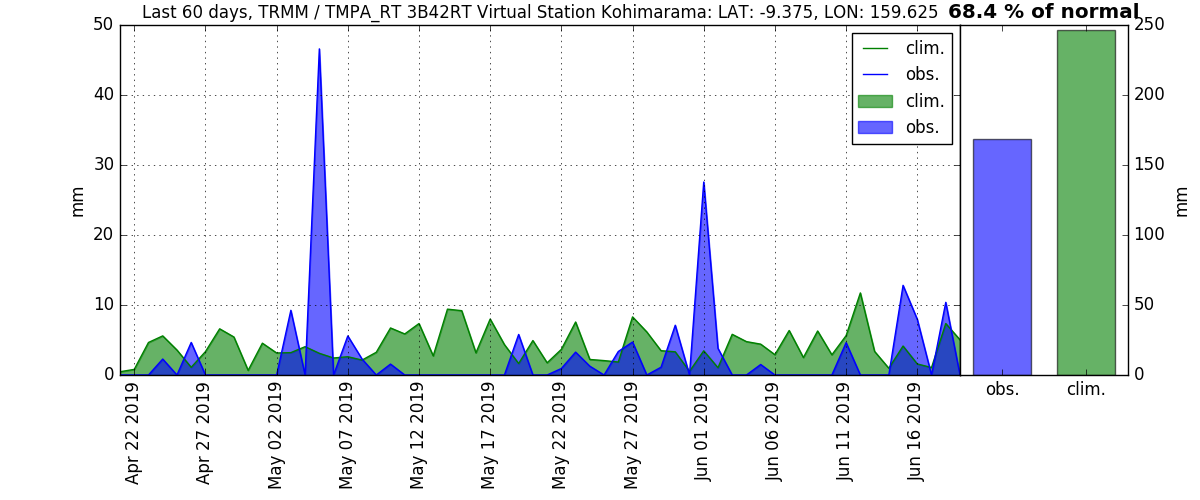 Last 60 days, TRMM / TMPA_RT 3B42RT Virtual Station Kohimarama: LAT: -9.375, LON: 159.625
68.4 % of normal
50
40
30
20
10
0
mm
clim.
obs.
clim.
obs.
250
200
150
100
50
0
mm
Apr 22 2019
Apr 27 2019
May 02 2019
May 07 2019
May 12 2019
May 17 2019
May 22 2019
May 27 2019
Jun 01 2019
Jun 06 2019
Jun 11 2019
Jun 16 2019
obs.
clim.